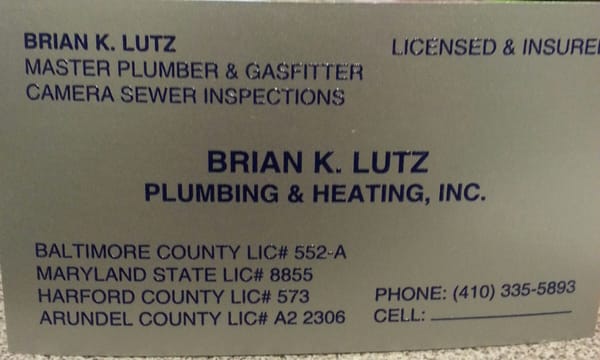 BRIAN K. LUTZ
LICENSED & INSURE
MASTER PLUMBER & GASFITTER
CAMERA SEWER INSPECTIONS
BRIAN K. LUTZ
PLUMBING & HEATING, INC.
BALTIMORE COUNTY LIC# 552-A
MARYLAND STATE LIC# 8855
HARFORD COUNTY LIC# 573
ARUNDEL COUNTY LIC# A2 2306
PHONE: (410) 335-5893
CELL: